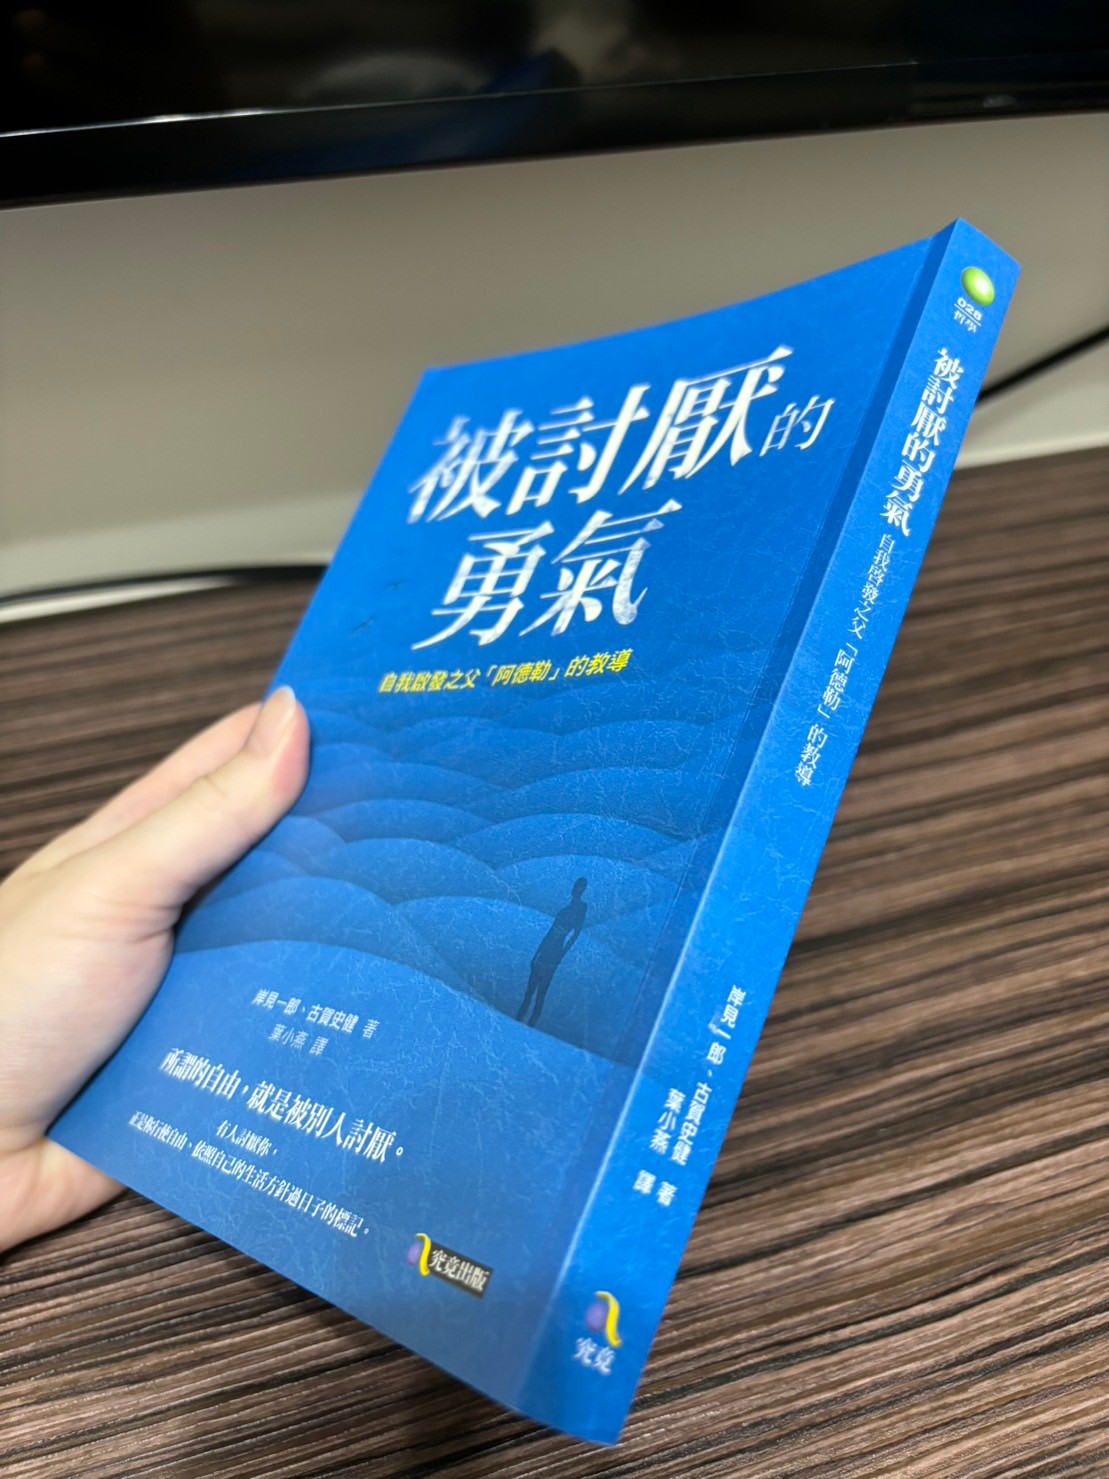 被討厭的
勇氣
自我啟發之父「阿德勒」的教導
岸見一郎、古賀史健 著
葉小燕 譯
所謂的自由，就是被別人討厭。
有人討厭你，
正是你行使自由、依照自己的生活方針過日子的標記。
究竟出版
028
哲學
被討厭的勇氣 自我啟發之父「阿德勒」的教導
岸見一郎、古賀史健 著
葉小燕 譯
究竟